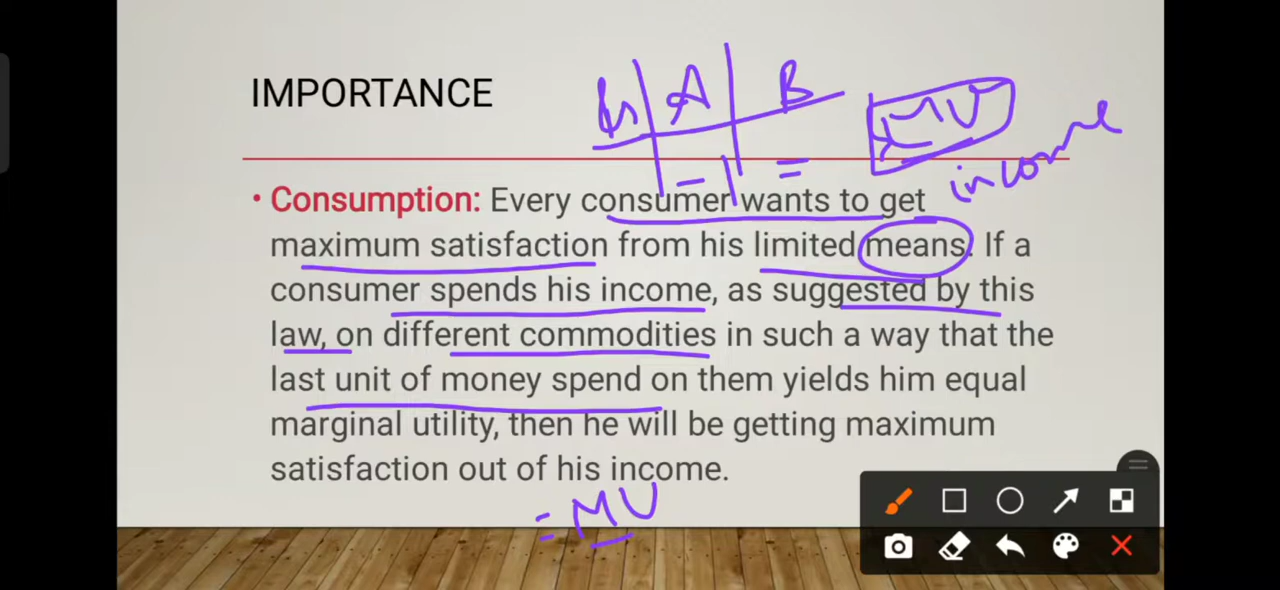 IMPORTANCE
Rs A B
MU
income
- =
• Consumption: Every consumer wants to get
maximum satisfaction from his limited means. If a
consumer spends his income, as suggested by this
law, on different commodities in such a way that the
last unit of money spend on them yields him equal
marginal utility, then he will be getting maximum
satisfaction out of his income.
= MU